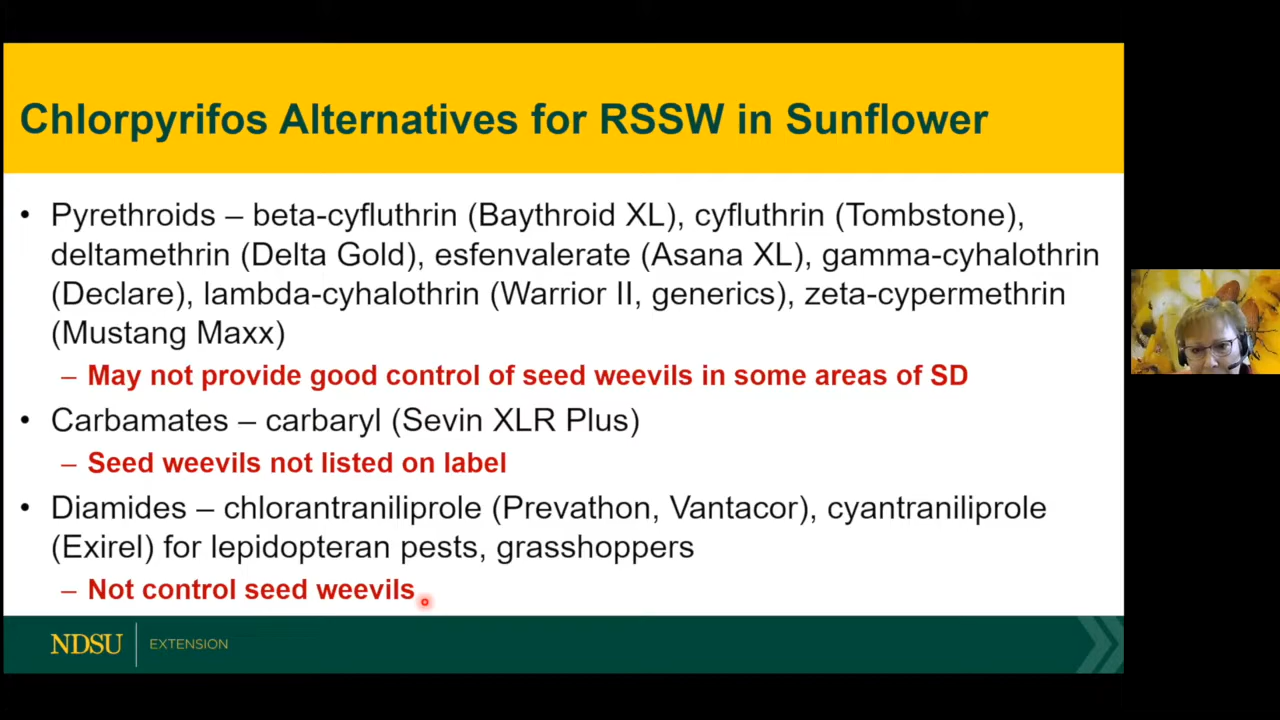 Chlorpyrifos Alternatives for RSSW in Sunflower
• Pyrethroids – beta-cyfluthrin (Baythroid XL), cyfluthrin (Tombstone),
deltamethrin (Delta Gold), esfenvalerate (Asana XL), gamma-cyhalothrin
(Declare), lambda-cyhalothrin (Warrior II, generics), zeta-cypermethrin
(Mustang Maxx)
– May not provide good control of seed weevils in some areas of SD
• Carbamates – carbaryl (Sevin XLR Plus)
– Seed weevils not listed on label
• Diamides – chlorantraniliprole (Prevathon, Vantacor), cyantraniliprole
(Exirel) for lepidopteran pests, grasshoppers
– Not control seed weevils
NDSU EXTENSION